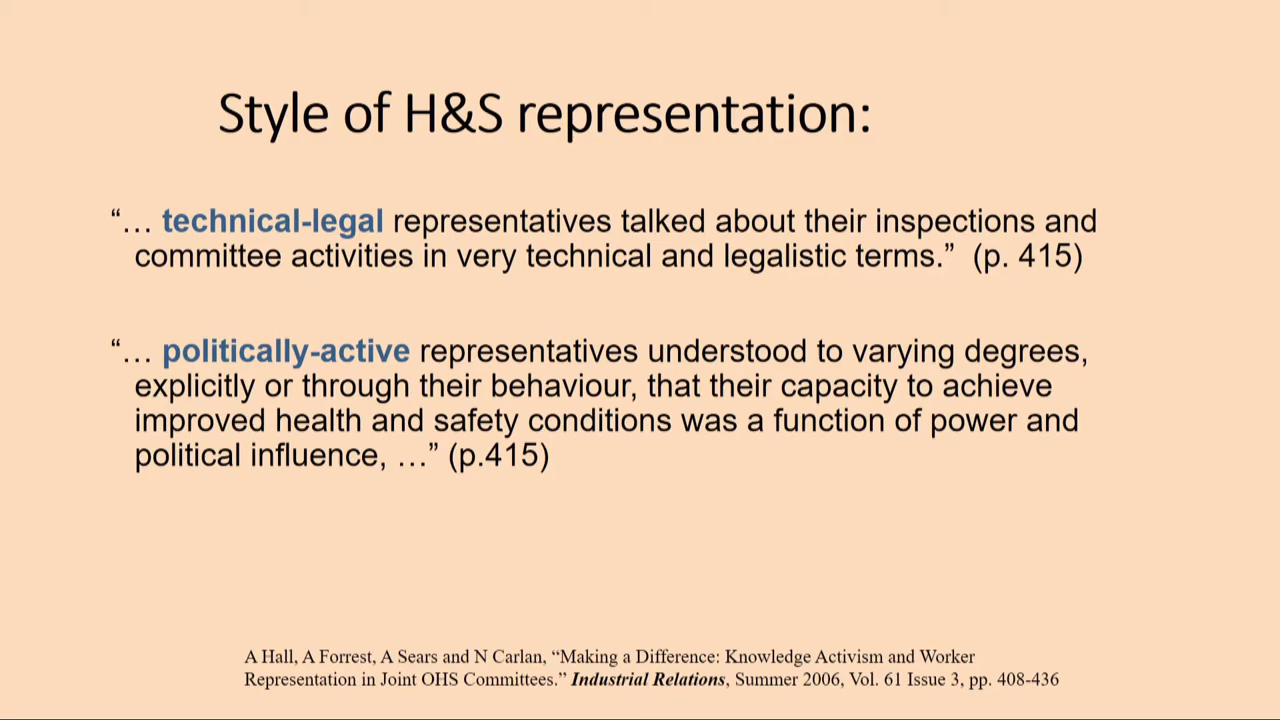 Style of H&S representation:
“… technical-legal representatives talked about their inspections and
committee activities in very technical and legalistic terms.” (p. 415)
“… politically-active representatives understood to varying degrees,
explicitly or through their behaviour, that their capacity to achieve
improved health and safety conditions was a function of power and
political influence, …” (p.415)
A Hall, A Forrest, A Sears and N Carlan, “Making a Difference: Knowledge Activism and Worker
Representation in Joint OHS Committees.” Industrial Relations, Summer 2006, Vol. 61 Issue 3, pp. 408-436